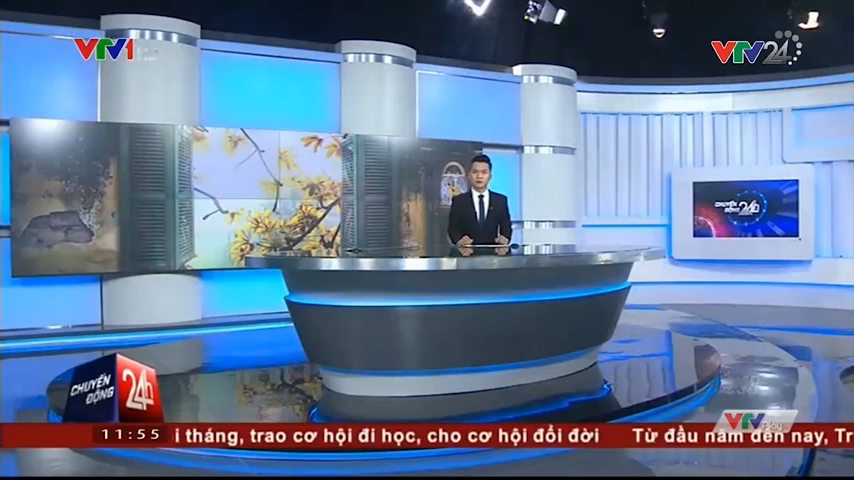 VTV1 HD
VTV24
CHUYỂN ĐỘNG 24h
CHUYỂN
ĐỘNG 24h
VTV Play
11:55 i tháng, trao cơ hội đi học, cho cơ hội đổi đời Từ đầu năm đến nay, Tr